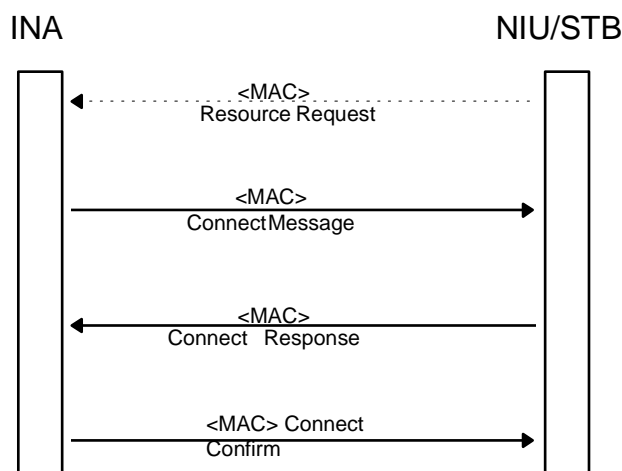 INA NIU/STB
<MAC>
Resource Request
<MAC>
ConnectMessage
<MAC>
Connect Response
<MAC> Connect
Confirm